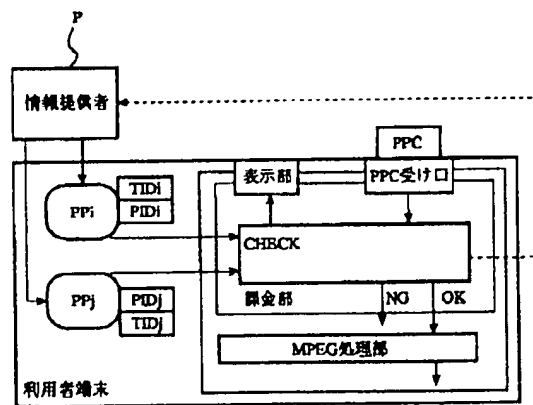 P
情報提供者
PPC
表示部
PPC受け口
TIDi
PIDi
PPi
CHECK
PPj
PIDj
TIDj
課金部
NG
OK
MPEG処理部
利用者端末